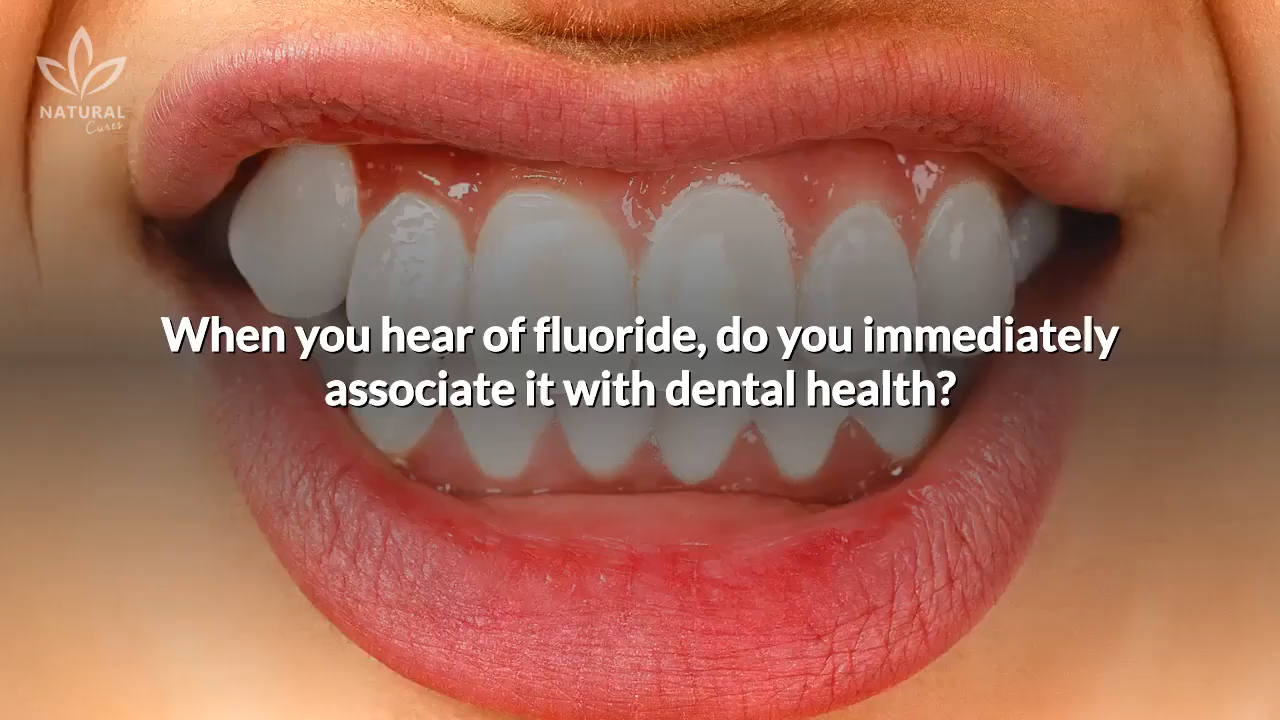 NATURAL
Cures
When you hear of fluoride, do you immediately
associate it with dental health?